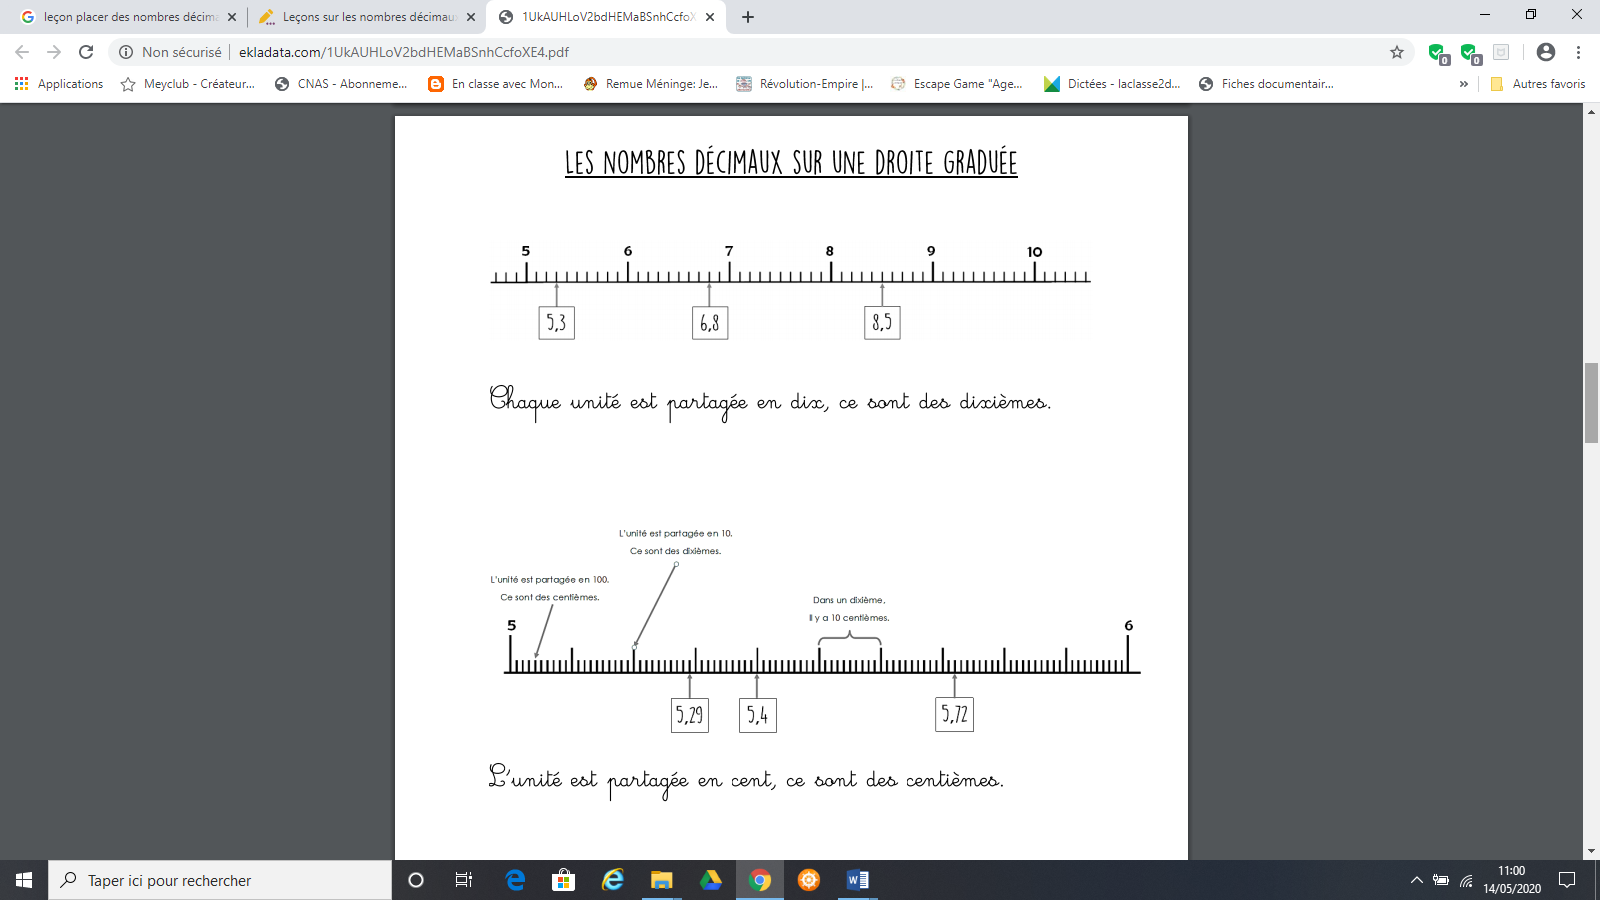 leçon placer des nombres décima
Leçons sur les nombres décimaux
1UkAUHLoV2bdHEMaBSnhCcfoX
Non sécurisé
ekladata.com/1UkAUHLoV2bdHEMaBSnhCcfoXE4.pdf
0 0
Applications Meyclub - Créateur... CNAS - Abonneme... En classe avec Mon... Remue Méninge: Je... Révolution-Empire |... Escape Game "Age... Dictées - laclasse2d... Fiches documentair... » Autres favoris
LES NOMBRES DÉCIMAUX SUR UNE DROITE GRADUÉE
5 6 7 8 9 10
5,3 6,8 8,5
Chaque unité est partagée en dix, ce sont des dixièmes.
L'unité est partagée en 10.
Ce sont des dixièmes.
L'unité est partagée en 100.
Ce sont des centièmes.
Dans un dixième,
Il y a 10 centièmes.
5 6
5,29 5,4 5,72
L'unité est partagée en cent, ce sont des centièmes.
Taper ici pour rechercher
11:00
14/05/2020